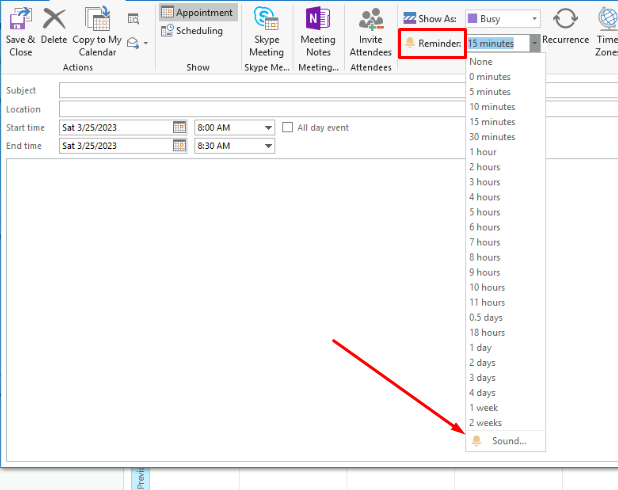 Save & Close
Delete
Copy to My Calendar
Actions
Appointment
Scheduling
Show
Skype Meeting
Skype Me...
Meeting Notes
Meeting...
Invite Attendees
Attendees
Show As:
Busy
Reminder:
15 minutes
Recurrence
Time Zone
Subject
Location
Start time
Sat 3/25/2023
8:00 AM
All day event
End time
Sat 3/25/2023
8:30 AM
None
0 minutes
5 minutes
10 minutes
15 minutes
30 minutes
1 hour
2 hours
3 hours
4 hours
5 hours
6 hours
7 hours
8 hours
9 hours
10 hours
11 hours
0.5 days
18 hours
1 day
2 days
3 days
4 days
1 week
2 weeks
Sound...
Previo